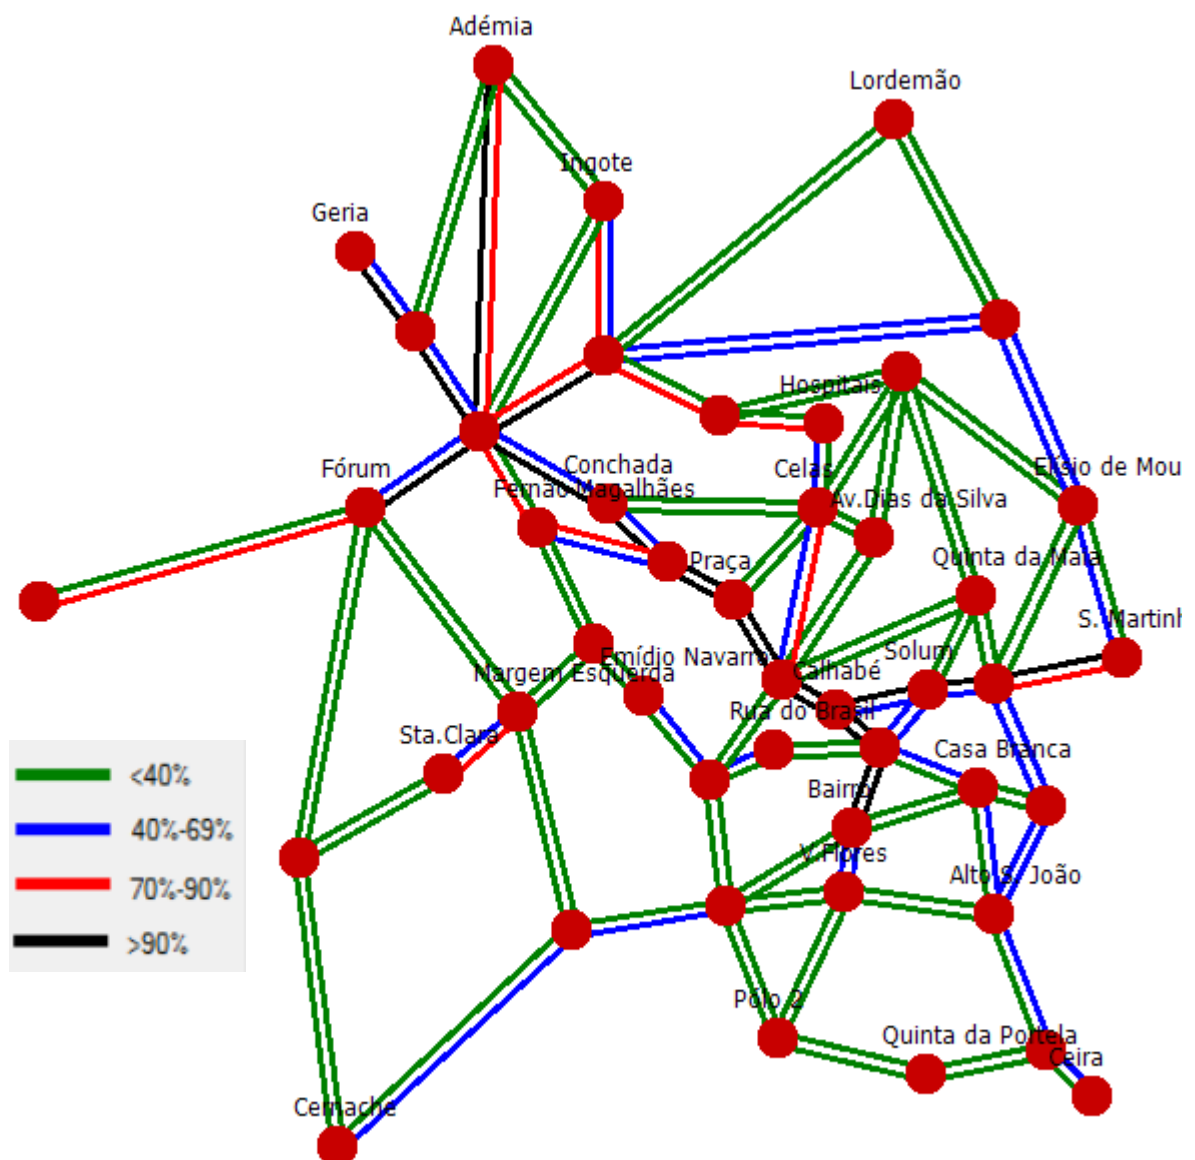 Adémia
Lordemão
Ingote
Geria
Hospitais
Conchada
Celas
Elisio de Mou
Fórum
Fernão Magalhães
Av.Dias da Silva
Praça
Quinta da Maia
S. Martinh
Emídio Navarro
Solum
Margem Esquerda
Calhabé
Rua do Brasil
Sta.Clara
Casa Branca
<40%
Bairro
40%-69%
V.Flores
70%-90%
Alto S. João
>90%
Pólo 2
Quinta da Portela
Ceira
Cernache